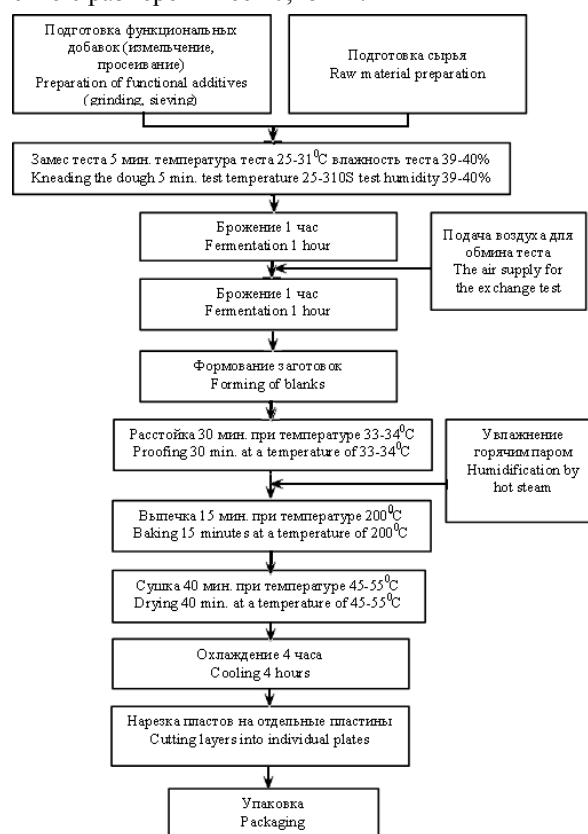 Подготовка функциональных
добавок (измельчение,
просеивание)
Preparation of functional additives
(grinding, sieving)
Подготовка сырья
Raw material preparation
Замес теста 5 мин. температура теста 25-31⁰С влажность теста 39-40%
Kneading the dough 5 min. test temperature 25-310S test humidity 39-40%
Брожение 1 час
Fermentation 1 hour
Подача воздуха для
обмина теста
The air supply for
the exchange test
Брожение 1 час
Fermentation 1 hour
Формование заготовок
Forming of blanks
Расстойка 30 мин. при температуре 33-34⁰С
Proofing 30 min. at a temperature of 33-34⁰C
Увлажнение
горячим паром
Humidification by
hot steam
Выпечка 15 мин. при температуре 200⁰С
Baking 15 minutes at a temperature of 200⁰C
Сушка 40 мин. при температуре 45-55⁰С
Drying 40 min. at a temperature of 45-55⁰C
Охлаждение 4 часа
Cooling 4 hours
Нарезка пластов на отдельные пластины
Cutting layers into individual plates
Упаковка
Packaging